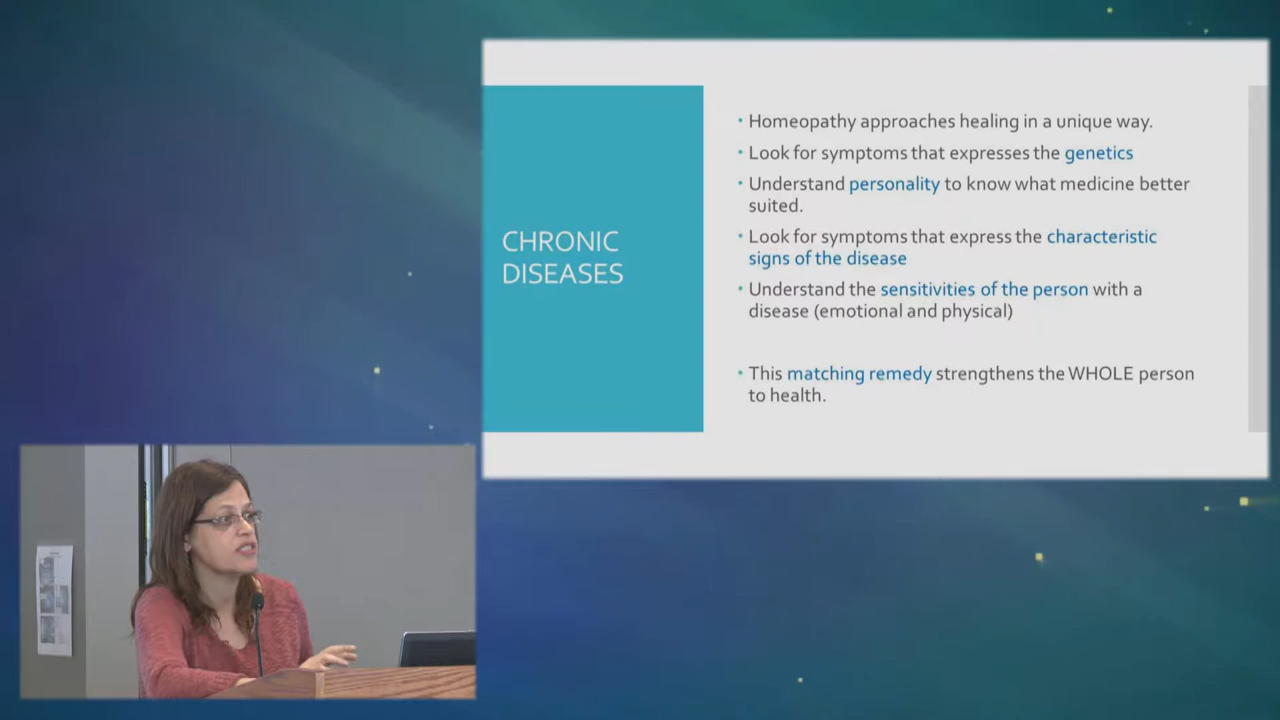 CHRONIC
DISEASES
• Homeopathy approaches healing in a unique way.
• Look for symptoms that expresses the genetics
• Understand personality to know what medicine better
suited.
• Look for symptoms that express the characteristic
signs of the disease
• Understand the sensitivities of the person with a
disease (emotional and physical)
• This matching remedy strengthens the WHOLE person
to health.